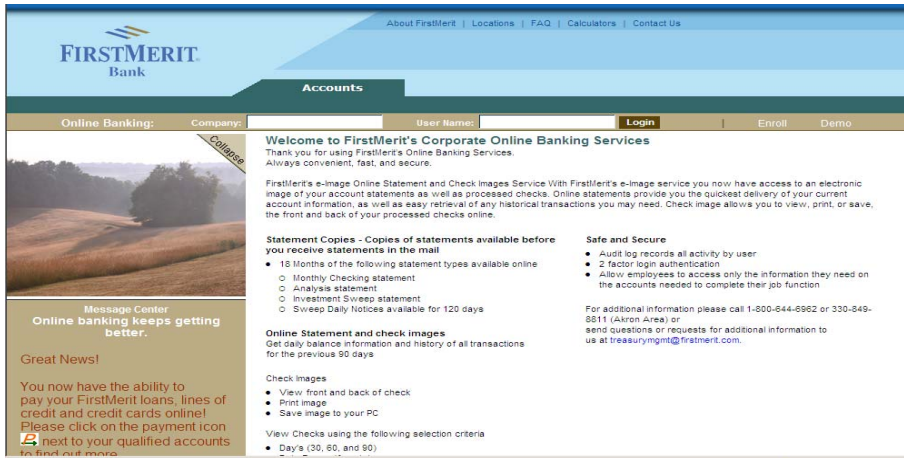 About FirstMerit | Locations | FAQ | Calculators | Contact Us
FIRSTMERIT
Bank
Accounts
Online Banking: Company: User Name: Login | Enroll Demo
Collapse
Welcome to FirstMerit's Corporate Online Banking Services
Thank you for using FirstMerit's Online Banking Services.
Always convenient, fast, and secure.
FirstMerit's e-Image Online Statement and Check Images Service With FirstMerit's e-Image service you now have access to an electronic
image of your account statements as well as processed checks. Online statements provide you the quickest delivery of your current
account information, as well as easy retrieval of any historical transactions you may need. Check image allows you to view, print, or save,
the front and back of your processed checks online.
Statement Copies - Copies of statements available before
you receive statements in the mail
• 18 Months of the following statement types available online
○ Monthly Checking statement
○ Analysis statement
○ Investment Sweep statement
○ Sweep Daily Notices available for 120 days
Online Statement and check images
Get daily balance information and history of all transactions
for the previous 90 days
Check Images
• View front and back of check
• Print image
• Save image to your PC
View Checks using the following selection criteria
• Day's (30, 60, and 90)
Safe and Secure
• Audit log records all activity by user
• 2 factor login authentication
• Allow employees to access only the information they need on
the accounts needed to complete their job function
For additional information please call 1-800-644-6962 or 330-849-
8811 (Akron Area) or
send questions or requests for additional information to
us at treasurymgmt@firstmerit.com.
Message Center
Online banking keeps getting
better.
Great News!
You now have the ability to
pay your FirstMerit loans, lines of
credit and credit cards online!
Please click on the payment icon
next to your qualified accounts
to find out more